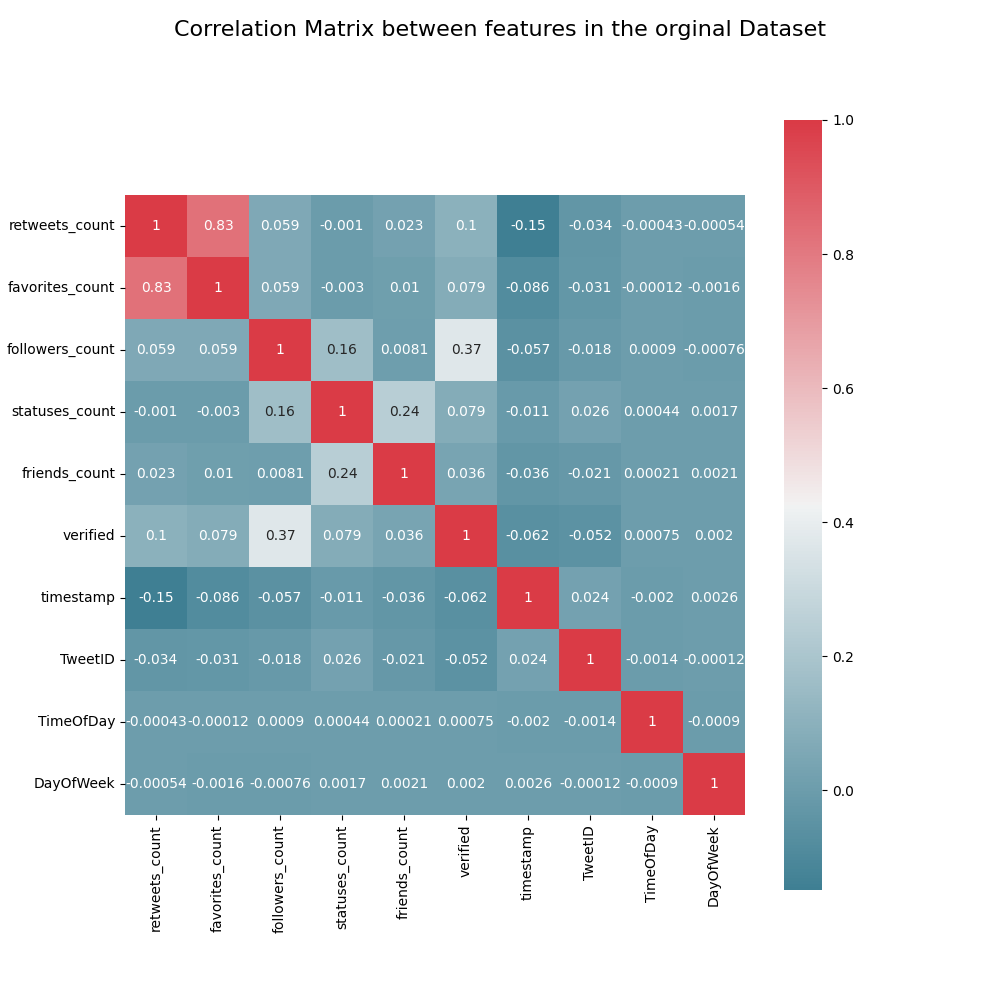 Correlation Matrix between features in the orginal Dataset
1.0
retweets_count 1 0.83 0.059 -0.001 0.023 0.1 -0.15 -0.034 -0.00043 -0.00054
0.8
favorites_count 0.83 1 0.059 -0.003 0.01 0.079 -0.086 -0.031 -0.00012 -0.0016
followers_count 0.059 0.059 1 0.16 0.0081 0.37 -0.057 -0.018 0.0009 -0.00076
0.6
statuses_count -0.001 -0.003 0.16 1 0.24 0.079 -0.011 0.026 0.00044 0.0017
friends_count 0.023 0.01 0.0081 0.24 1 0.036 -0.036 -0.021 0.00021 0.0021
0.4
verified 0.1 0.079 0.37 0.079 0.036 1 -0.062 -0.052 0.00075 0.002
timestamp -0.15 -0.086 -0.057 -0.011 -0.036 -0.062 1 0.024 -0.002 0.0026
0.2
TweetID -0.034 -0.031 -0.018 0.026 -0.021 -0.052 0.024 1 -0.0014 -0.00012
TimeOfDay -0.00043 -0.00012 0.0009 0.00044 0.00021 0.00075 -0.002 -0.0014 1 -0.0009
DayOfWeek -0.00054 -0.0016 -0.00076 0.0017 0.0021 0.002 0.0026 -0.00012 -0.0009 1
0.0
retweets_count favorites_count followers_count statuses_count friends_count verified timestamp TweetID TimeOfDay DayOfWeek